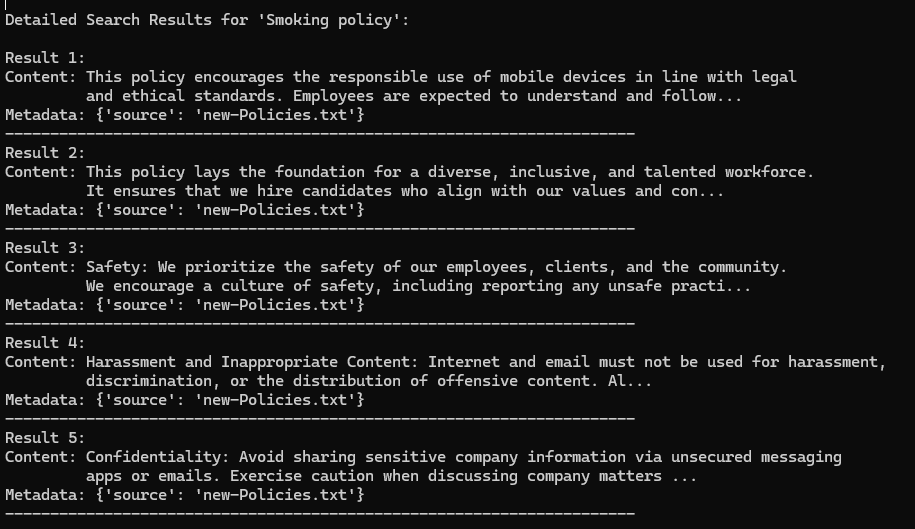 Detailed Search Results for 'Smoking policy':
Result 1:
Content: This policy encourages the responsible use of mobile devices in line with legal
and ethical standards. Employees are expected to understand and follow...
Metadata: {'source': 'new-Policies.txt'}
----------------------------------------------------------------------
Result 2:
Content: This policy lays the foundation for a diverse, inclusive, and talented workforce.
It ensures that we hire candidates who align with our values and con...
Metadata: {'source': 'new-Policies.txt'}
----------------------------------------------------------------------
Result 3:
Content: Safety: We prioritize the safety of our employees, clients, and the community.
We encourage a culture of safety, including reporting any unsafe practi...
Metadata: {'source': 'new-Policies.txt'}
----------------------------------------------------------------------
Result 4:
Content: Harassment and Inappropriate Content: Internet and email must not be used for harassment,
discrimination, or the distribution of offensive content. Al...
Metadata: {'source': 'new-Policies.txt'}
----------------------------------------------------------------------
Result 5:
Content: Confidentiality: Avoid sharing sensitive company information via unsecured messaging
apps or emails. Exercise caution when discussing company matters ...
Metadata: {'source': 'new-Policies.txt'}
----------------------------------------------------------------------